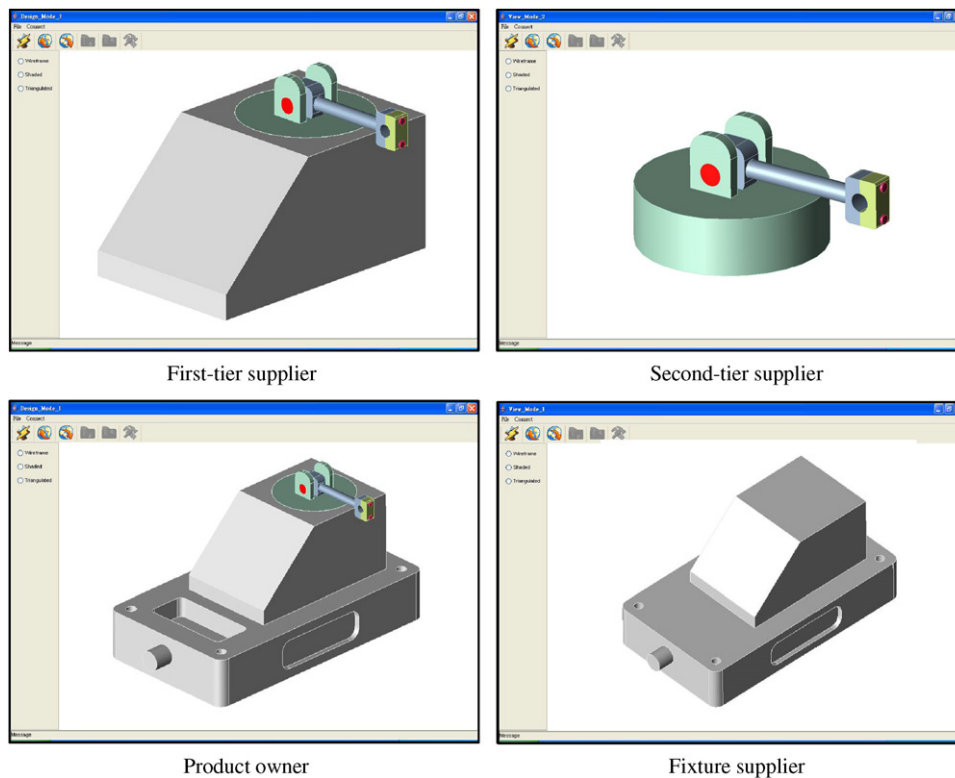 Design_Mode_1
File Connect
Wireframe
Shaded
Triangulated
Message
First-tier supplier
View_Mode_2
File Connect
Wireframe
Shaded
Triangulated
Message
Second-tier supplier
Design_Mode_1
File Connect
Wireframe
Shaded
Triangulated
Message
Product owner
View_Mode_1
File Connect
Wireframe
Shaded
Triangulated
Message
Fixture supplier